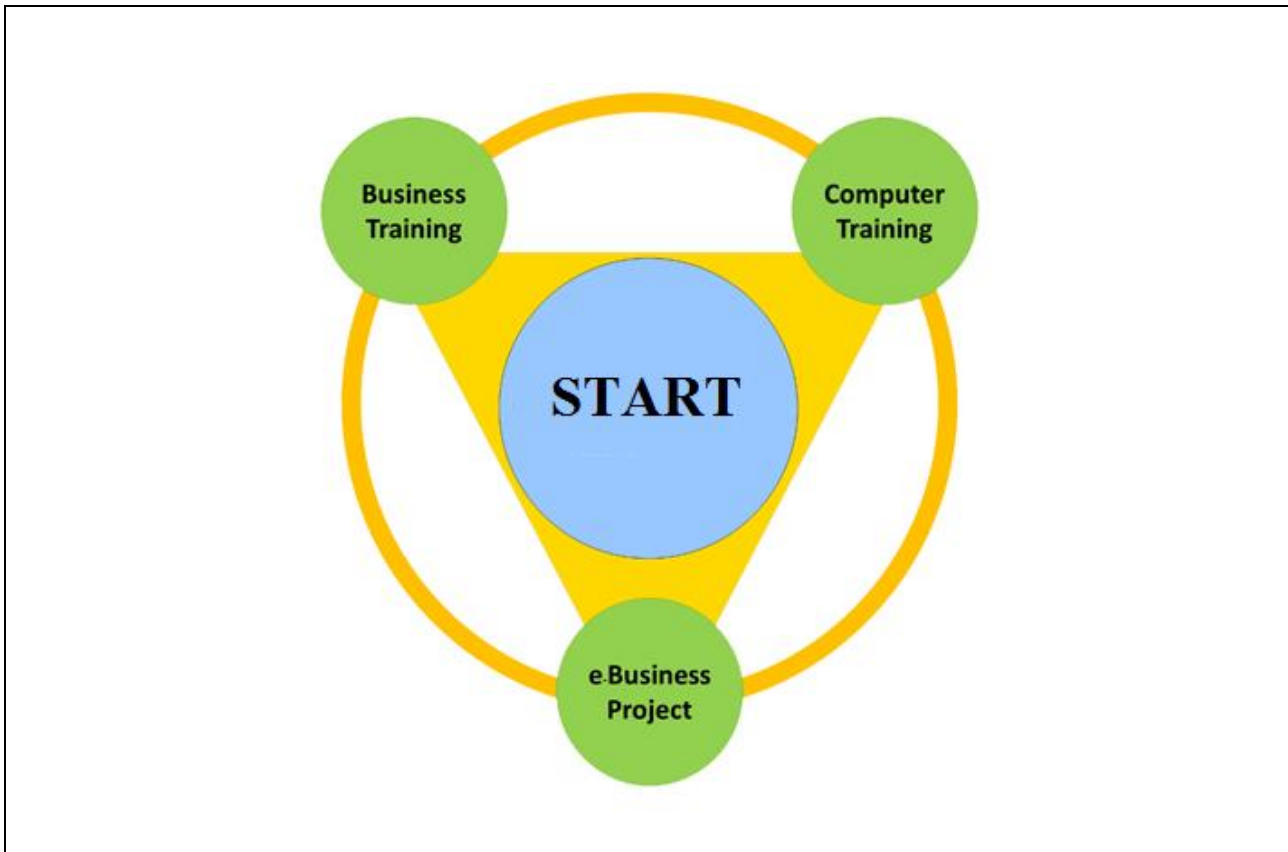 Business
Training
Computer
Training
START
e-Business
Project